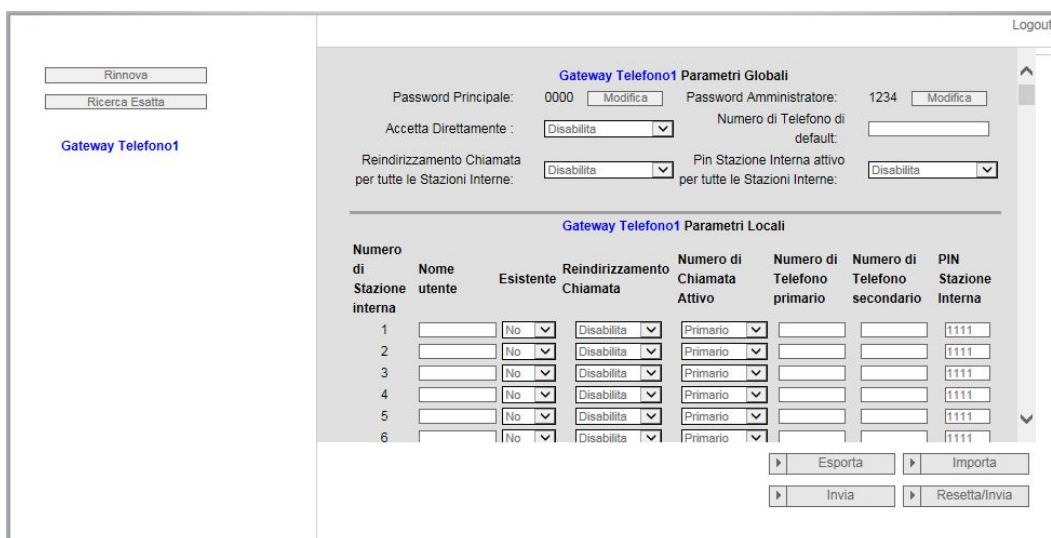 Logout
Rinnova
Ricerca Esatta
Gateway Telefono1
Gateway Telefono1 Parametri Globali
Password Principale: 0000 Modifica Password Amministratore: 1234 Modifica
Accetta Direttamente : Disabilita Numero di Telefono di default:
Reindirizzamento Chiamata per tutte le Stazioni Interne: Disabilita Pin Stazione Interna attivo per tutte le Stazioni Interne: Disabilita
Gateway Telefono1 Parametri Locali
Numero di Stazione interna Nome utente Esistente Reindirizzamento Chiamata Numero di Chiamata Attivo Numero di Telefono primario Numero di Telefono secondario PIN Stazione Interna
1 No Disabilita Primario 1111
2 No Disabilita Primario 1111
3 No Disabilita Primario 1111
4 No Disabilita Primario 1111
5 No Disabilita Primario 1111
6 No Disabilita Primario 1111
Esporta Importa
Invia Resetta/Invia